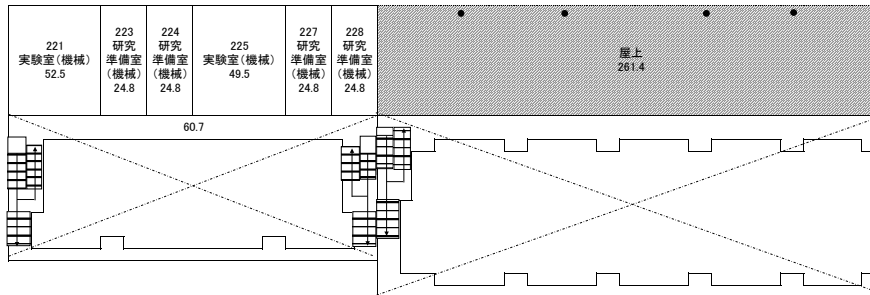 221
実験室(機械)
52.5
223
研究
準備室
(機械)
24.8
224
研究
準備室
(機械)
24.8
225
実験室(機械)
49.5
227
研究
準備室
(機械)
24.8
228
研究
準備室
(機械)
24.8
屋上
261.4
60.7